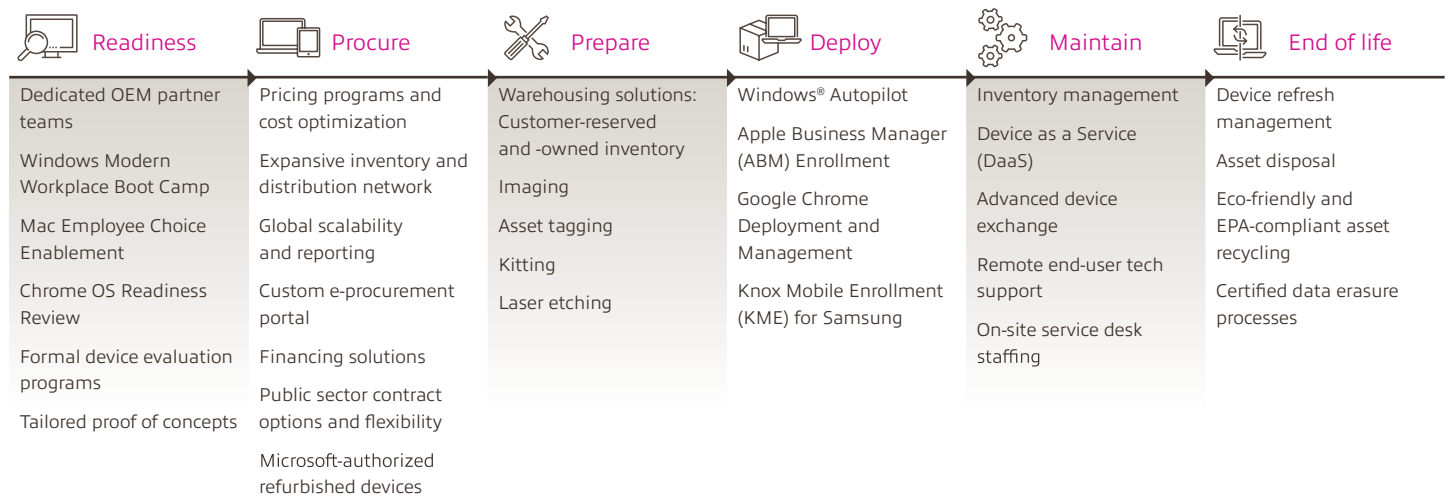 Readiness
Dedicated OEM partner
teams
Windows Modern
Workplace Boot Camp
Mac Employee Choice
Enablement
Chrome OS Readiness
Review
Formal device evaluation
programs
Tailored proof of concepts
Procure
Pricing programs and
cost optimization
Expansive inventory and
distribution network
Global scalability
and reporting
Custom e-procurement
portal
Financing solutions
Public sector contract
options and flexibility
Microsoft-authorized
refurbished devices
Prepare
Warehousing solutions:
Customer-reserved
and -owned inventory
Imaging
Asset tagging
Kitting
Laser etching
Deploy
Windows® Autopilot
Apple Business Manager
(ABM) Enrollment
Google Chrome
Deployment and
Management
Knox Mobile Enrollment
(KME) for Samsung
Maintain
Inventory management
Device as a Service
(DaaS)
Advanced device
exchange
Remote end-user tech
support
On-site service desk
staffing
End of life
Device refresh
management
Asset disposal
Eco-friendly and
EPA-compliant asset
recycling
Certified data erasure
processes